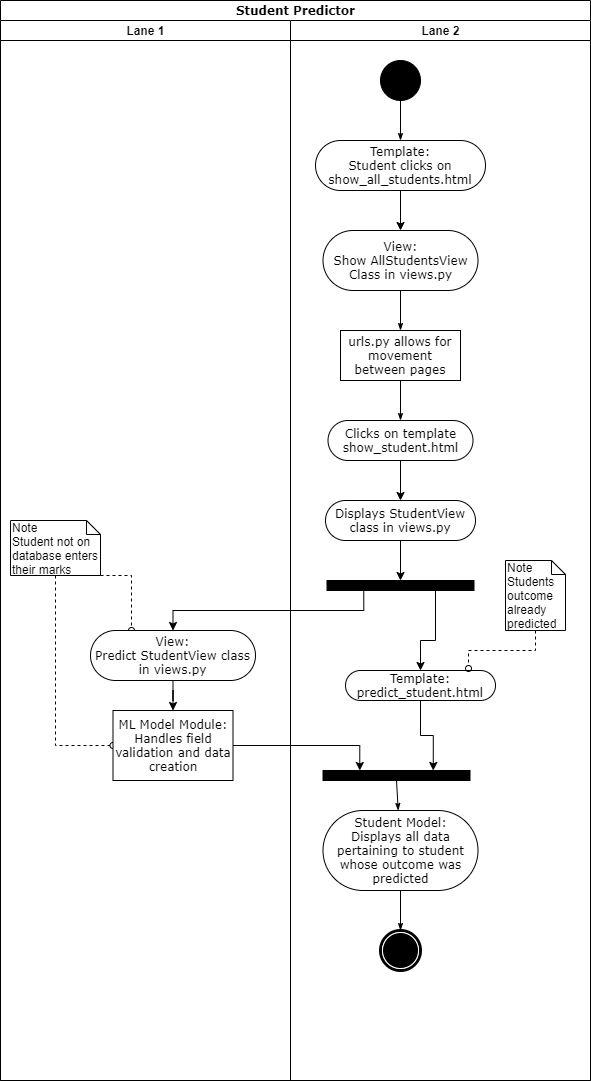 Student Predictor
Lane 1
Lane 2
Template:
Student clicks on
show_all_students.html
View:
Show AllStudentsView
Class in views.py
urls.py allows for
movement
between pages
Clicks on template
show_student.html
Displays StudentView
class in views.py
Note
Student not on
database enters
their marks
Note
Students
outcome
already
predicted
View:
Predict StudentView class
in views.py
Template:
predict_student.html
ML Model Module:
Handles field
validation and data
creation
Student Model:
Displays all data
pertaining to student
whose outcome was
predicted